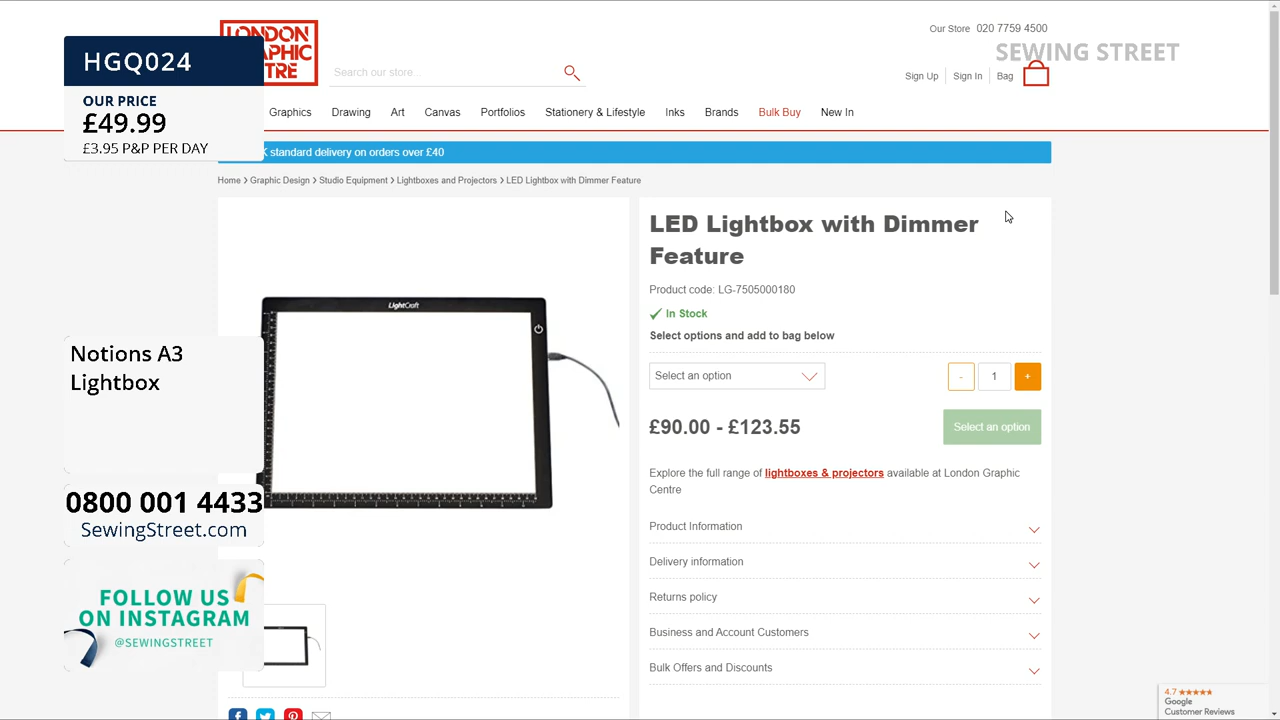 HGQ024
OUR PRICE
£49.99
£3.95 P&P PER DAY
LONDON
GRAPHIC
CENTRE
Search our store...
Our Store 020 7759 4500
SEWING STREET
Sign Up
Sign In
Bag
Graphics
Drawing
Art
Canvas
Portfolios
Stationery & Lifestyle
Inks
Brands
Bulk Buy
New In
standard delivery on orders over £40
Home > Graphic Design > Studio Equipment > Lightboxes and Projectors > LED Lightbox with Dimmer Feature
LightCraft
LED Lightbox with Dimmer
Feature
Product code: LG-7505000180
In Stock
Select options and add to bag below
Select an option
-
1
+
£90.00 - £123.55
Select an option
Explore the full range of lightboxes & projectors available at London Graphic
Centre
Product Information
Delivery information
Returns policy
Business and Account Customers
Bulk Offers and Discounts
Notions A3
Lightbox
0800 001 4433
SewingStreet.com
FOLLOW US
ON INSTAGRAM
@SEWINGSTREET
4.7
Google
Customer Reviews